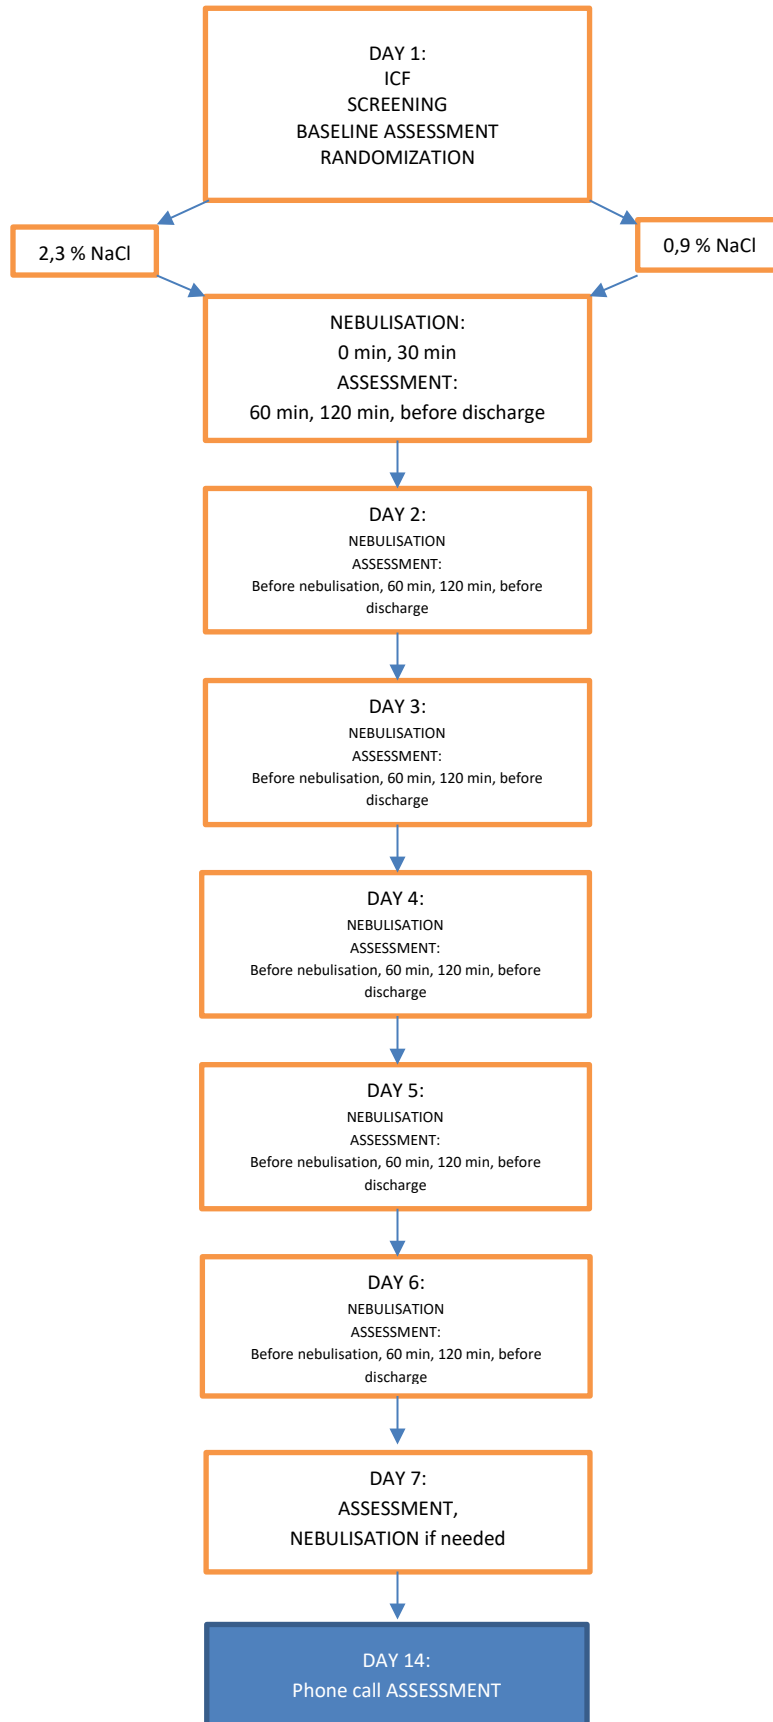 DAY 1:
ICF
SCREENING
BASELINE ASSESSMENT
RANDOMIZATION
2,3 % NaCl
0,9 % NaCl
NEBULISATION:
0 min, 30 min
ASSESSMENT:
60 min, 120 min, before discharge
DAY 2:
NEBULISATION
ASSESSMENT:
Before nebulisation, 60 min, 120 min, before
discharge
DAY 3:
NEBULISATION
ASSESSMENT:
Before nebulisation, 60 min, 120 min, before
discharge
DAY 4:
NEBULISATION
ASSESSMENT:
Before nebulisation, 60 min, 120 min, before
discharge
DAY 5:
NEBULISATION
ASSESSMENT:
Before nebulisation, 60 min, 120 min, before
discharge
DAY 6:
NEBULISATION
ASSESSMENT:
Before nebulisation, 60 min, 120 min, before
discharge
DAY 7:
ASSESSMENT,
NEBULISATION if needed
DAY 14:
Phone call ASSESSMENT